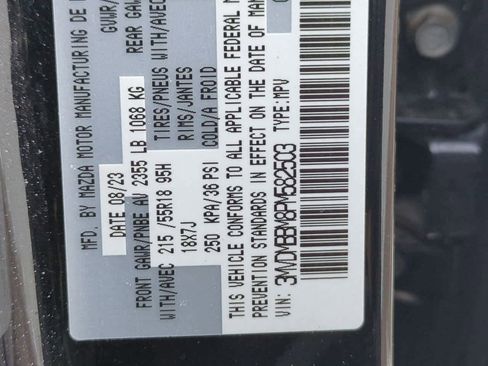 MFD. BY MAZDA MOTOR MANUFACTURING DE
DATE 08/23 GVWR/
FRONT GAWR/PNBE AV 2355 LB 1068 KG REAR GAW
WITH/AVEC 215 /55R18 95H TIRES/PNEUS WITH/AVEC
18X7J RIMS/JANTES
250 KPA/36 PSI COLD/A FROID
THIS VEHICLE CONFORMS TO ALL APPLICABLE FEDERAL M
PREVENTION STANDARDS IN EFFECT ON THE DATE OF MAN
VIN: 3MVDMBBM8PM582503 TYPE: MPV